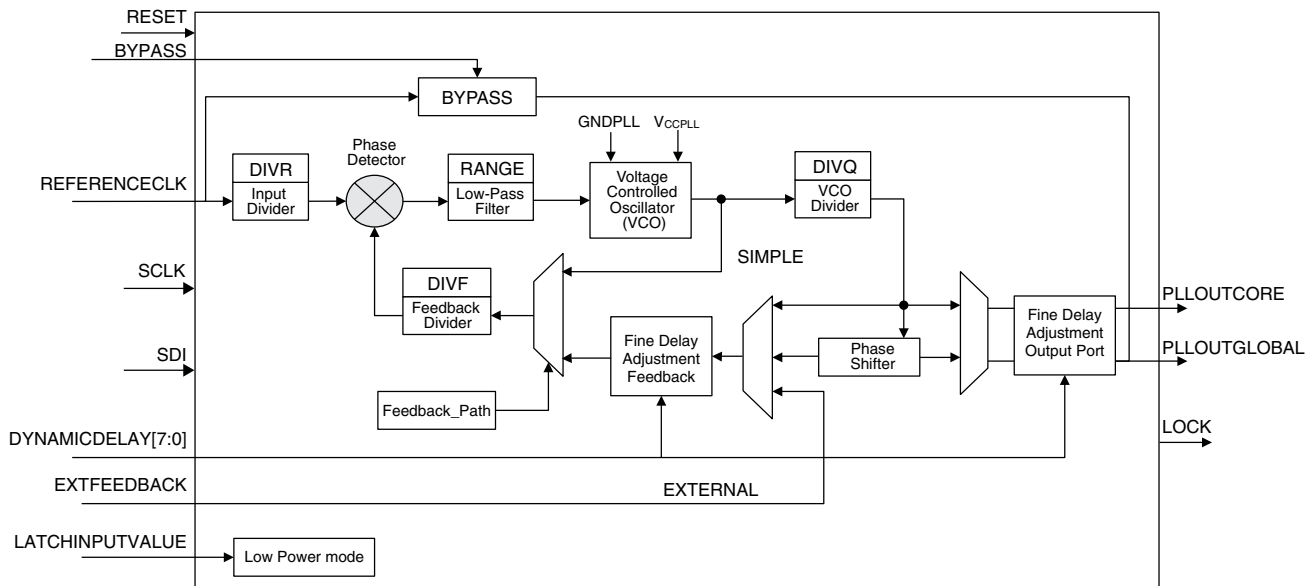 RESET
BYPASS
BYPASS
GNDPLL
VCCPLL
Phase
Detector
DIVR
Input
Divider
RANGE
Low-Pass
Filter
Voltage
Controlled
Oscillator
(VCO)
DIVQ
VCO
Divider
REFERENCECLK
SIMPLE
SCLK
DIVF
Feedback
Divider
Fine Delay
Adjustment
Feedback
Phase
Shifter
Fine Delay
Adjustment
Output Port
PLLOUTCORE
PLLOUTGLOBAL
SDI
Feedback_Path
DYNAMICDELAY[7:0]
LOCK
EXTFEEDBACK
EXTERNAL
LATCHINPUTVALUE
Low Power mode